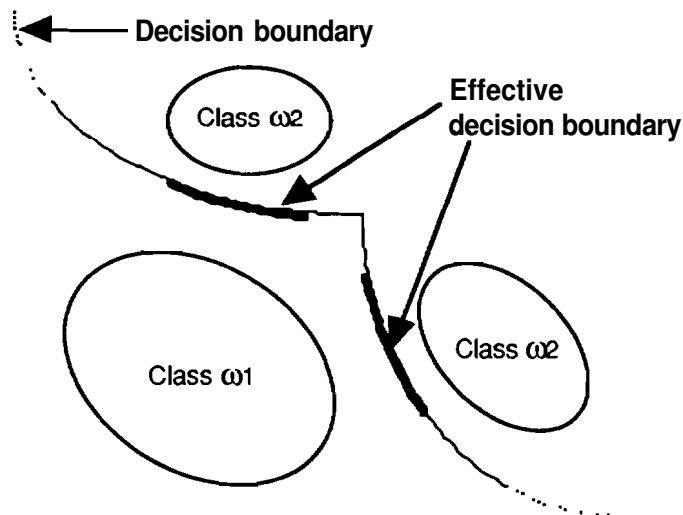 Decision boundary
Class ω2
Effective
decision boundary
Class ω2
Class ω1